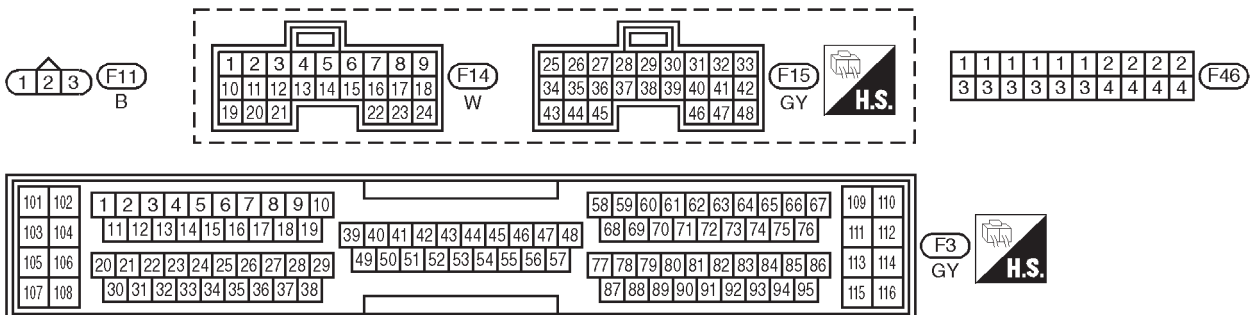 1 2 3 F11
B
1 2 3 4 5 6 7 8 9
10 11 12 13 14 15 16 17 18
19 20 21 22 23 24
F14
W
25 26 27 28 29 30 31 32 33
34 35 36 37 38 39 40 41 42
43 44 45 46 47 48
F15
GY
H.S.
1 1 1 1 1 1 2 2 2 2
3 3 3 3 3 3 4 4 4 4
F46
101 102
103 104
105 106
107 108
1 2 3 4 5 6 7 8 9 10
11 12 13 14 15 16 17 18 19
20 21 22 23 24 25 26 27 28 29
30 31 32 33 34 35 36 37 38
39 40 41 42 43 44 45 46 47 48
49 50 51 52 53 54 55 56 57
58 59 60 61 62 63 64 65 66 67
68 69 70 71 72 73 74 75 76
77 78 79 80 81 82 83 84 85 86
87 88 89 90 91 92 93 94 95
109 110
111 112
113 114
115 116
F3
GY
H.S.